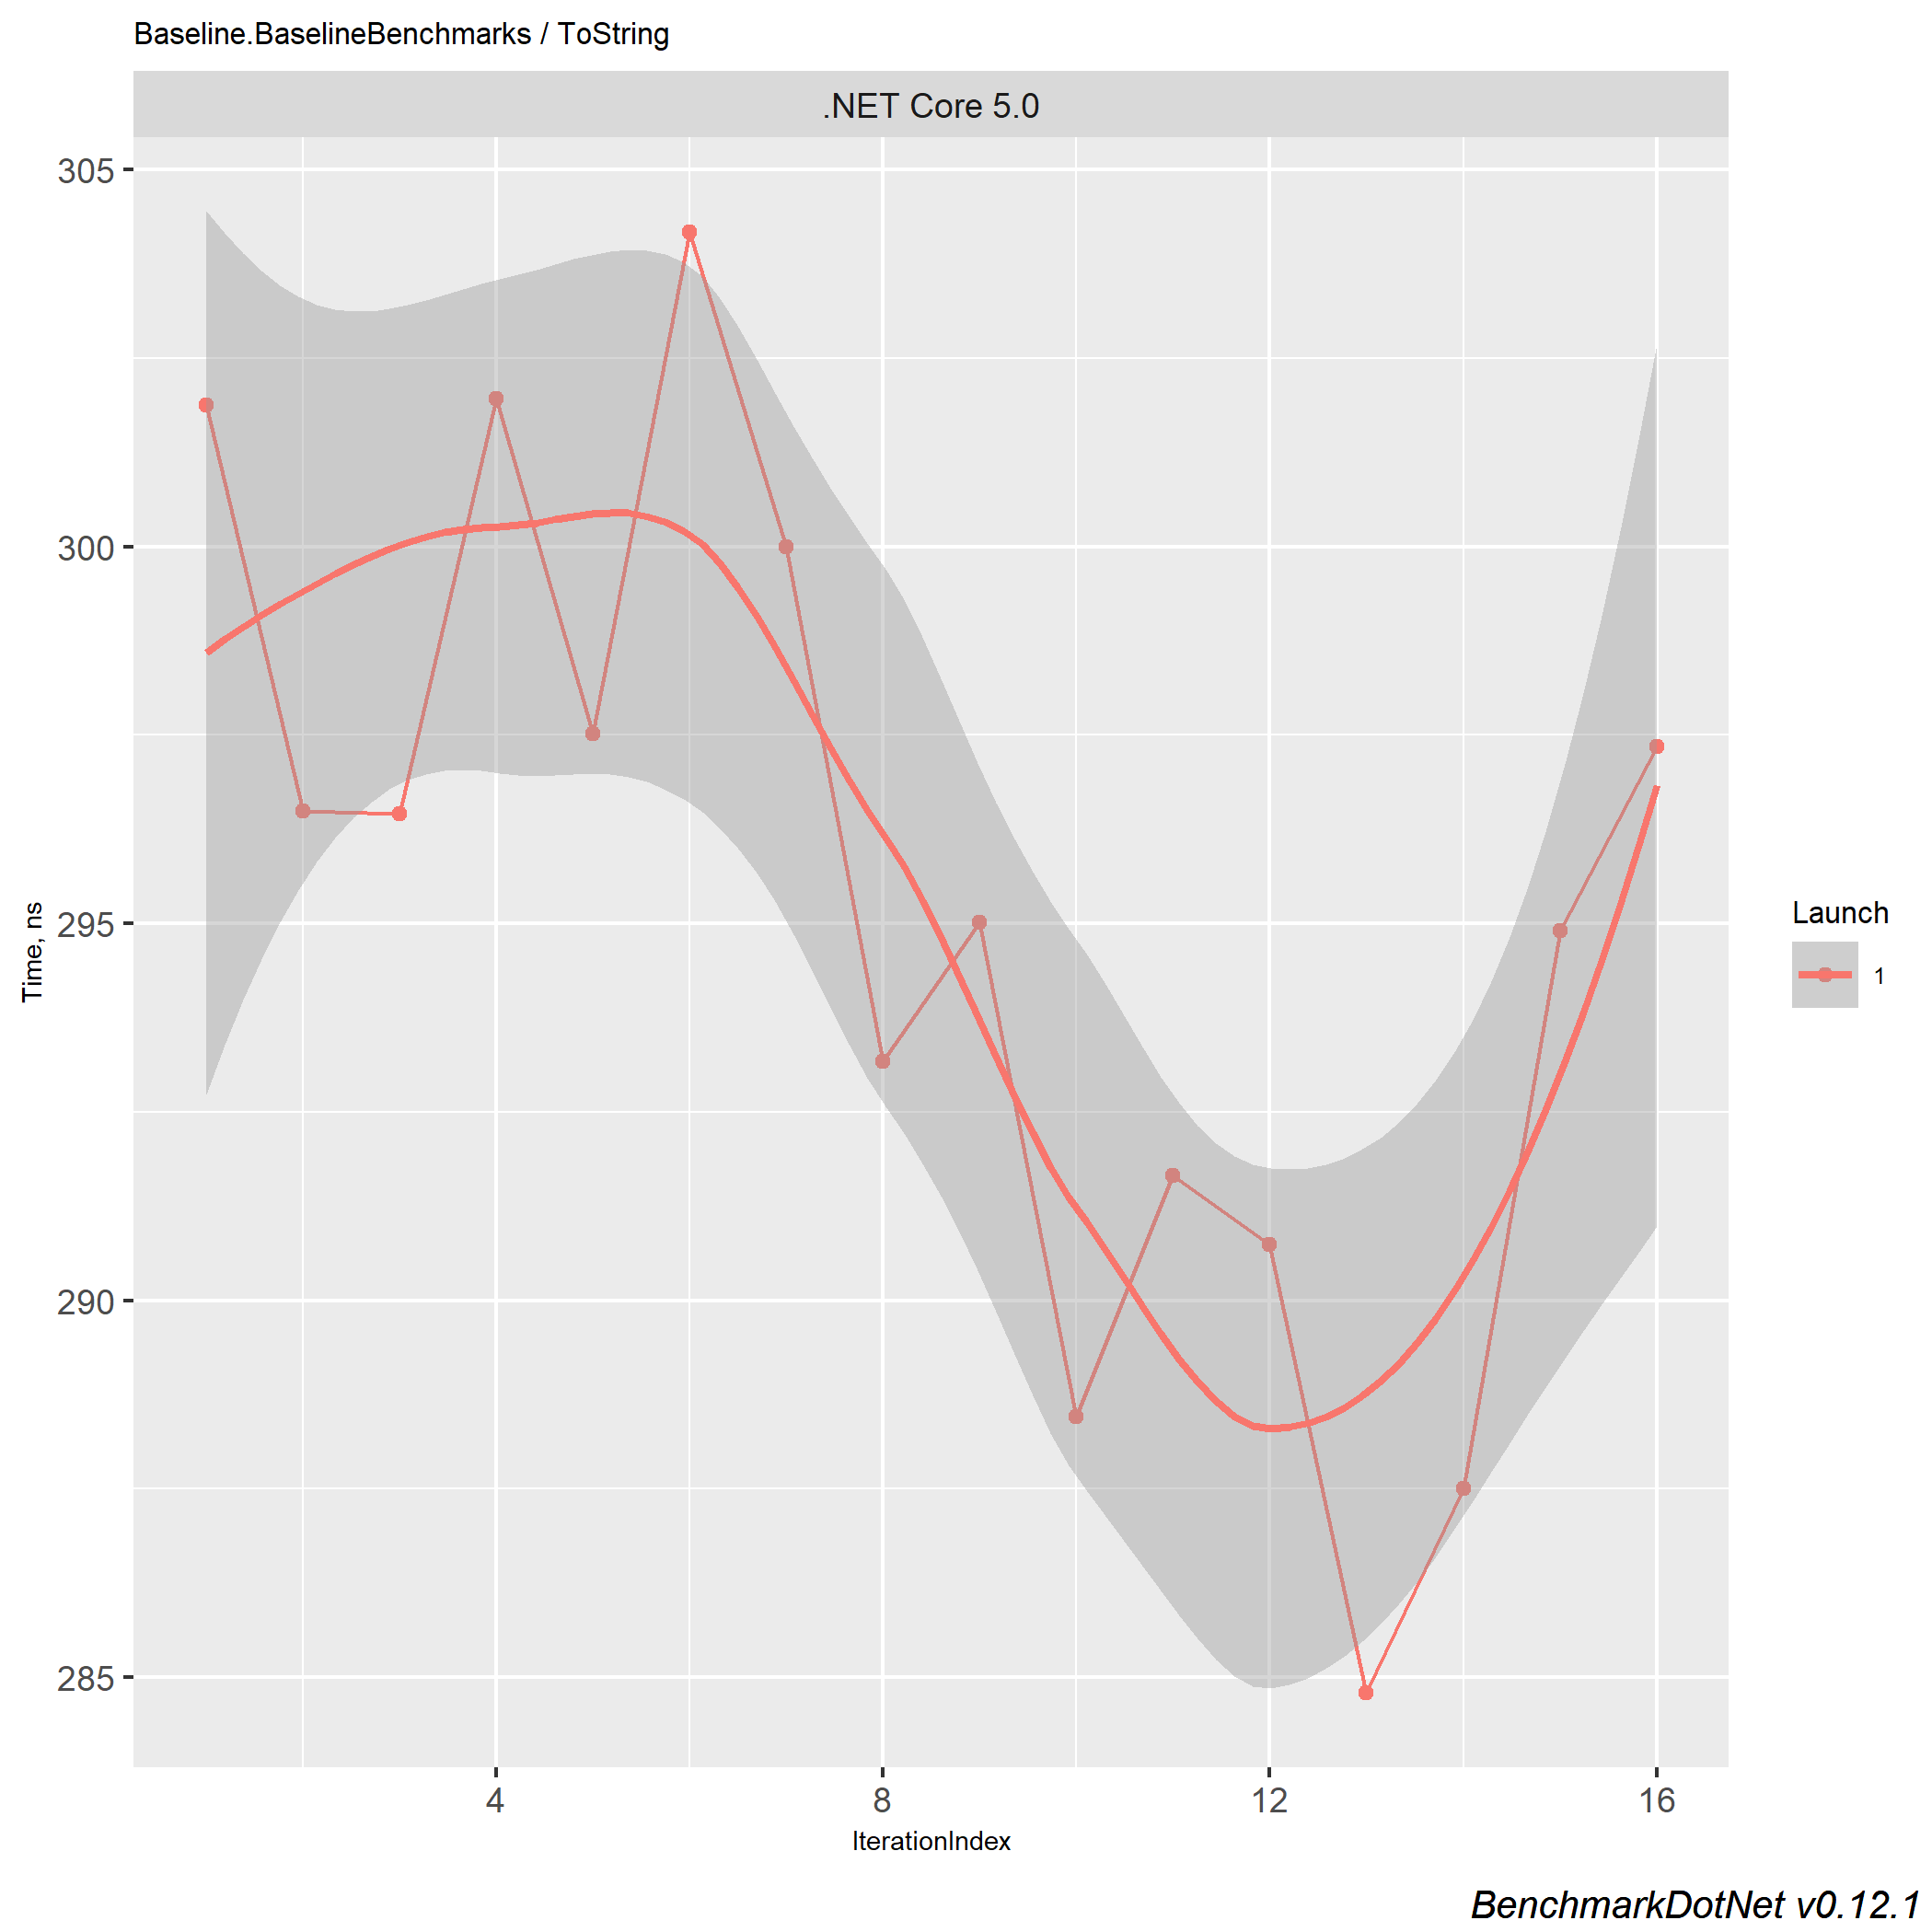 Baseline.BaselineBenchmarks / ToString
.NET Core 5.0
305
300
295
290
285
Time, ns
4 8 12 16
IterationIndex
Launch
1
BenchmarkDotNet v0.12.1